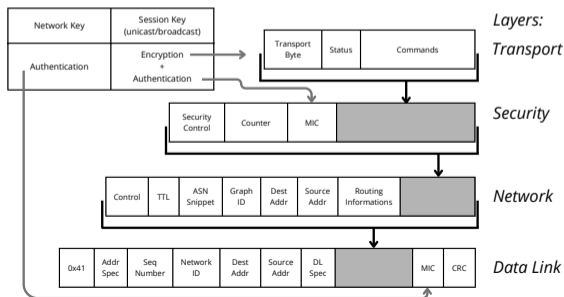 Network Key
Session Key
(unicast/broadcast)
Authentication
Encryption
+
Authentication
Layers:
Transport
Transport
Byte
Status
Commands
Security
Security
Control
Counter
MIC
Network
Control
TTL
ASN
Snippet
Graph
ID
Dest
Addr
Source
Addr
Routing
Informations
Data Link
0x41
Addr
Spec
Seq
Number
Network
ID
Dest
Addr
Source
Addr
DL
Spec
MIC
CRC